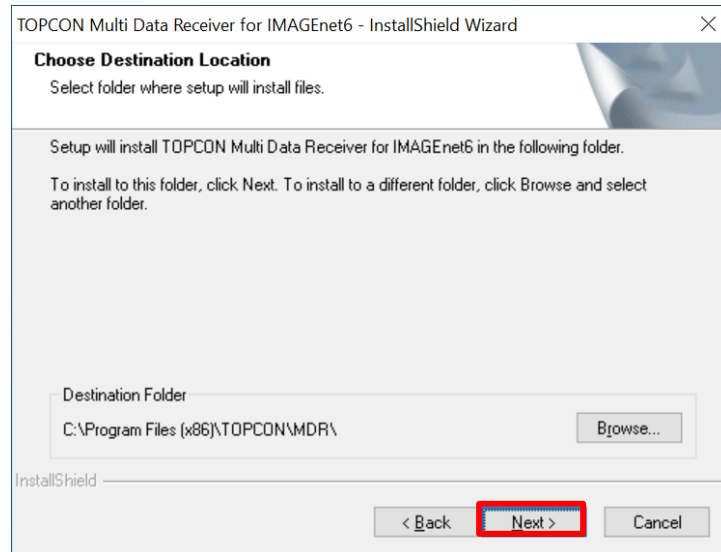 TOPCON Multi Data Receiver for IMAGEnet6 - InstallShield Wizard
Choose Destination Location
Select folder where setup will install files.
Setup will install TOPCON Multi Data Receiver for IMAGEnet6 in the following folder.
To install to this folder, click Next. To install to a different folder, click Browse and select
another folder.
Destination Folder
C:\Program Files (x86)\TOPCON\MDR\
Browse...
InstallShield
< Back
Next >
Cancel